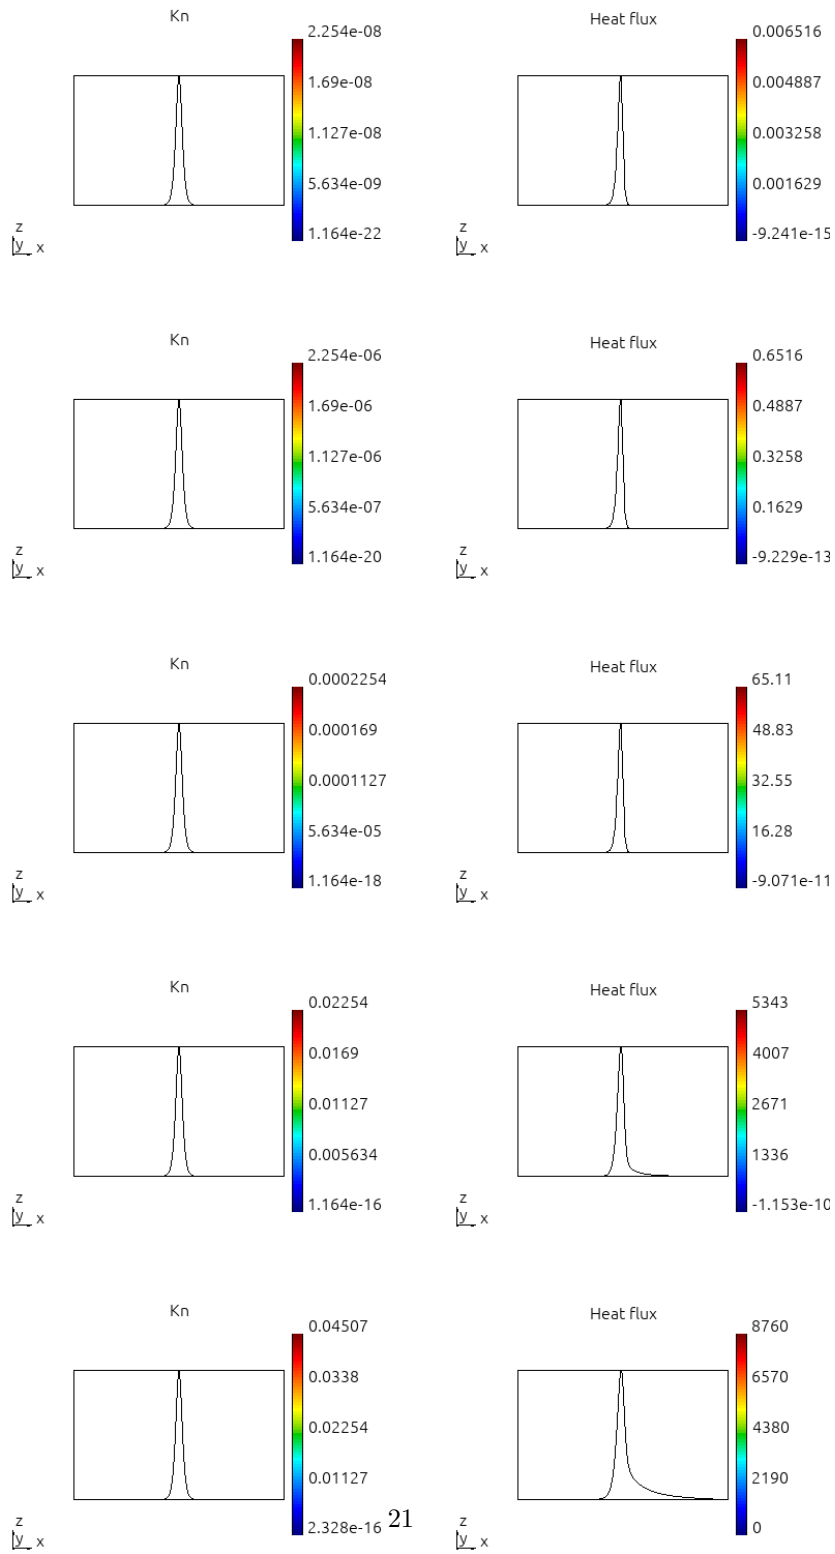 Kn
2.254e-08
1.69e-08
1.127e-08
5.634e-09
1.164e-22
z
y x
Heat flux
0.006516
0.004887
0.003258
0.001629
-9.241e-15
z
y x
Kn
2.254e-06
1.69e-06
1.127e-06
5.634e-07
1.164e-20
z
y x
Heat flux
0.6516
0.4887
0.3258
0.1629
-9.229e-13
z
y x
Kn
0.0002254
0.000169
0.0001127
5.634e-05
1.164e-18
z
y x
Heat flux
65.11
48.83
32.55
16.28
-9.071e-11
z
y x
Kn
0.02254
0.0169
0.01127
0.005634
1.164e-16
z
y x
Heat flux
5343
4007
2671
1336
-1.153e-10
z
y x
Kn
0.04507
0.0338
0.02254
0.01127
2.328e-16
z
y x
Heat flux
8760
6570
4380
2190
0
z
y x
21